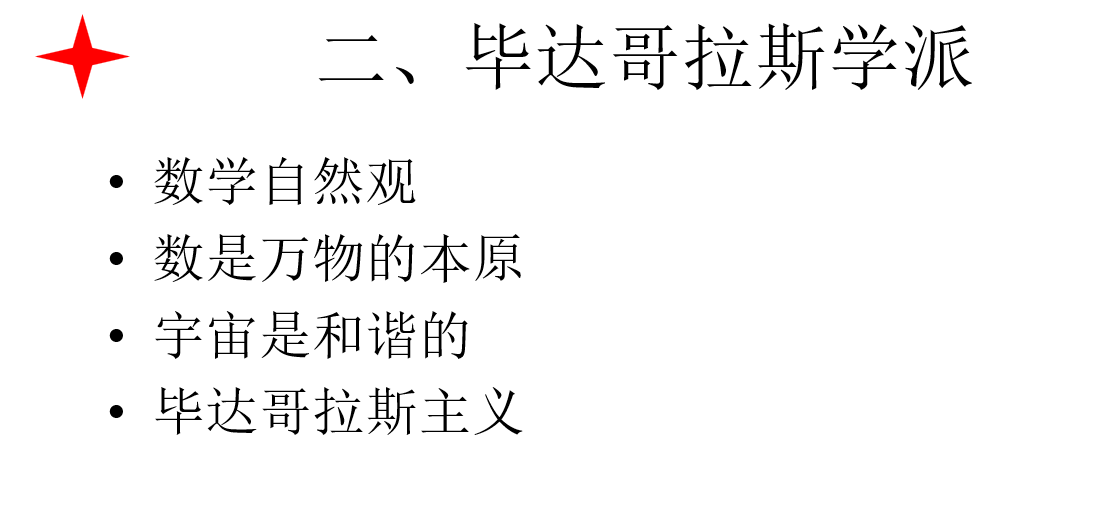 二、毕达哥拉斯学派
• 数学自然观
• 数是万物的本原
• 宇宙是和谐的
• 毕达哥拉斯主义